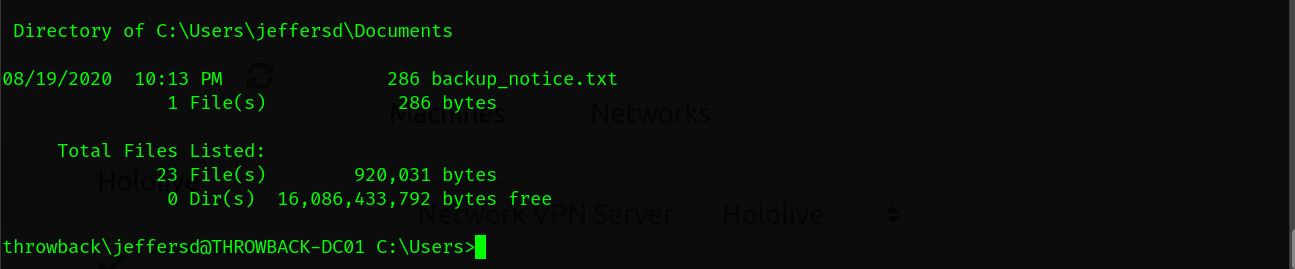 Directory of C:\Users\jeffersd\Documents
08/19/2020  10:13 PM               286 backup_notice.txt
               1 File(s)            286 bytes
Machines Networks
     Total Files Listed:
              23 File(s)        920,031 bytes
Hololive
               0 Dir(s)  16,086,433,792 bytes free
Network VPN Server Hololive
throwback\jeffersd@THROWBACK-DC01 C:\Users>